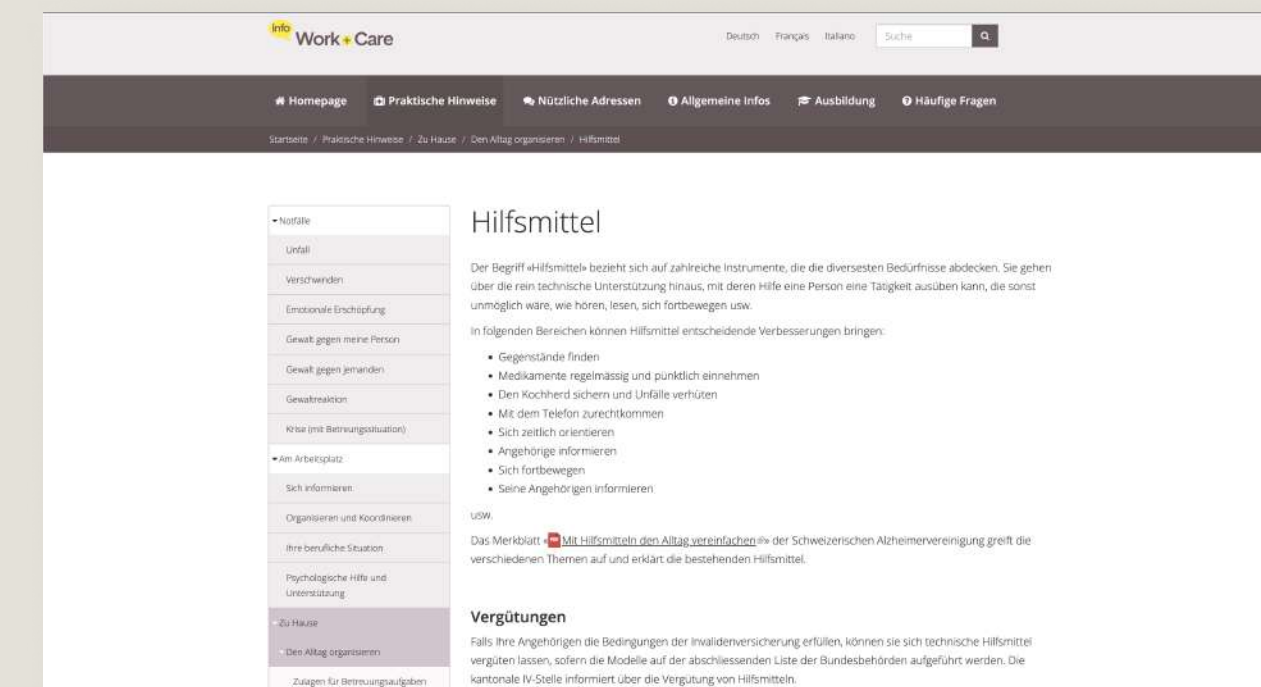 info
Work + Care
Deutsch Français Italiano Suche
Homepage Praktische Hinweise Nützliche Adressen Allgemeine Infos Ausbildung Häufige Fragen
Startseite / Praktische Hinweise / Zu Hause / Den Alltag organisieren / Hilfsmittel
Notfälle
Unfall
Verschwinden
Emotionale Erschöpfung
Gewalt gegen meine Person
Gewalt gegen jemanden
Gewaltreaktion
Krise (mit Betreungssituation)
Am Arbeitsplatz
Sich informieren
Organisieren und Koordinieren
Ihre berufliche Situation
Psychologische Hilfe und
Unterstützung
Zu Hause
Den Alltag organisieren
Zulagen für Betreuungsaufgaben
Hilfsmittel
Der Begriff «Hilfsmittel» bezieht sich auf zahlreiche Instrumente, die die diversesten Bedürfnisse abdecken. Sie gehen
über die rein technische Unterstützung hinaus, mit deren Hilfe eine Person eine Tätigkeit ausüben kann, die sonst
unmöglich wäre, wie hören, lesen, sich fortbewegen usw.
In folgenden Bereichen können Hilfsmittel entscheidende Verbesserungen bringen:
• Gegenstände finden
• Medikamente regelmässig und pünktlich einnehmen
• Den Kochherd sichern und Unfälle verhüten
• Mit dem Telefon zurechtkommen
• Sich zeitlich orientieren
• Angehörige informieren
• Sich fortbewegen
• Seine Angehörigen informieren
usw.
Das Merkblatt «Mit Hilfsmitteln den Alltag vereinfachen» der Schweizerischen Alzheimervereinigung greift die
verschiedenen Themen auf und erklärt die bestehenden Hilfsmittel.
Vergütungen
Falls Ihre Angehörigen die Bedingungen der Invalidenversicherung erfüllen, können sie sich technische Hilfsmittel
vergüten lassen, sofern die Modelle auf der abschliessenden Liste der Bundesbehörden aufgeführt werden. Die
kantonale IV-Stelle informiert über die Vergütung von Hilfsmitteln.